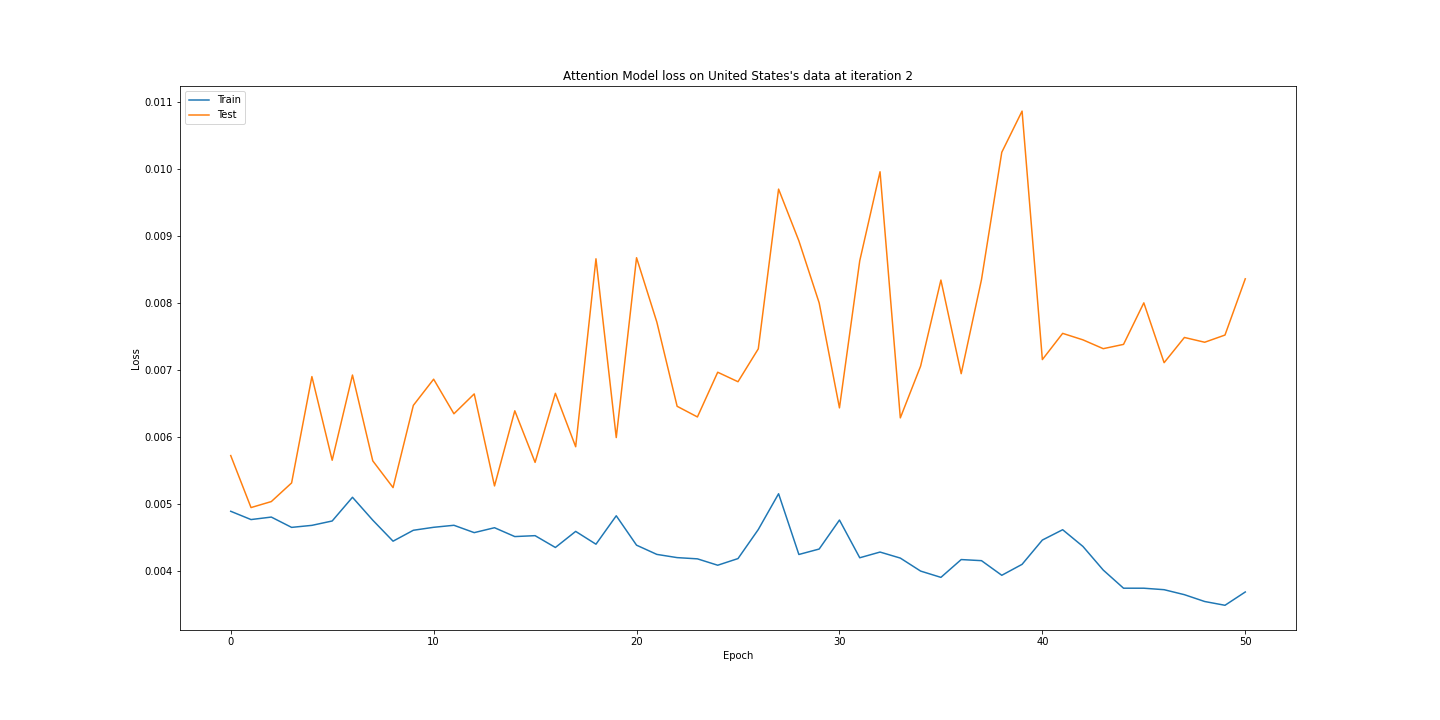 Attention Model loss on United States's data at iteration 2
Train
Test
0.011
0.010
0.009
0.008
0.007
0.006
0.005
0.004
Loss
0 10 20 30 40 50
Epoch